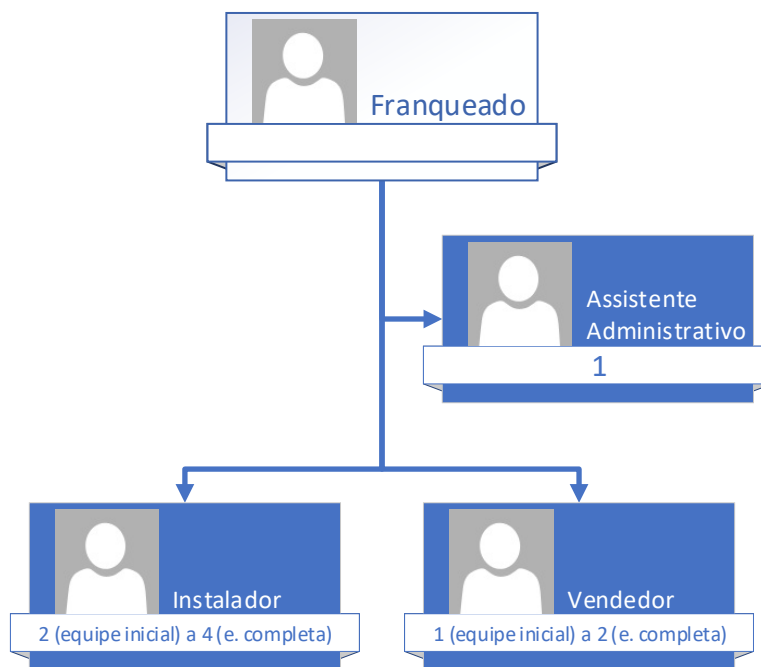 Franqueado
Assistente
Administrativo
1
Instalador
2 (equipe inicial) a 4 (e. completa)
Vendedor
1 (equipe inicial) a 2 (e. completa)